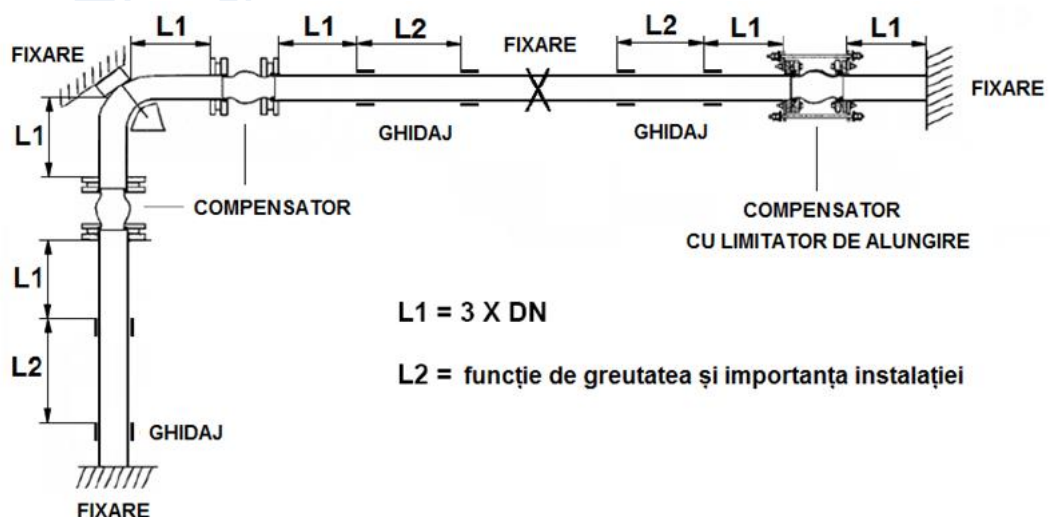 L1
L1
L2
FIXARE
L2
L1
L1
FIXARE
FIXARE
L1
GHIDAJ
GHIDAJ
COMPENSATOR
COMPENSATOR
CU LIMITATOR DE ALUNGIRE
L1
L1 = 3 X DN
L2
L2 = funcție de greutatea și importanța instalației
GHIDAJ
FIXARE